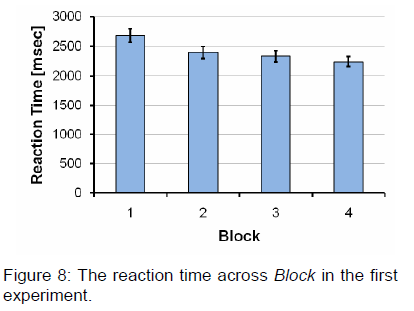 3000
2500
2000
1500
1000
500
0
Reaction Time [msec]
1 2 3 4
Block
Figure 8: The reaction time across Block in the first
experiment.